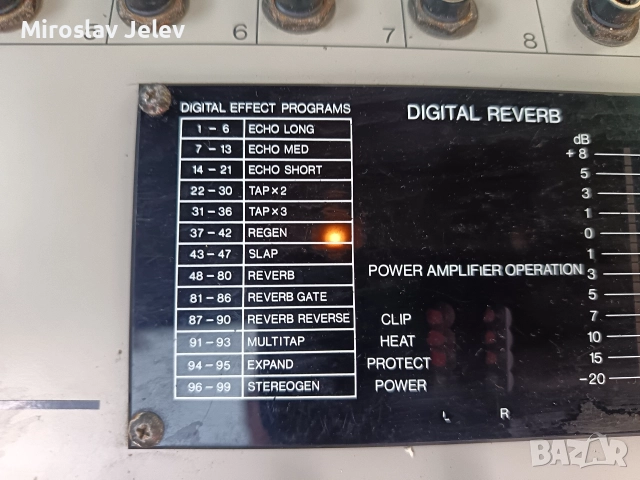 Miroslav Jelev
5 6 7 8
DIGITAL EFFECT PROGRAMS
1 – 6 ECHO LONG
7 – 13 ECHO MED
14 – 21 ECHO SHORT
22 – 30 TAP×2
31 – 36 TAP×3
37 – 42 REGEN
43 – 47 SLAP
48 – 80 REVERB
81 – 86 REVERB GATE
87 – 90 REVERB REVERSE
91 – 93 MULTITAP
94 – 95 EXPAND
96 – 99 STEREOGEN
DIGITAL REVERB
POWER AMPLIFIER OPERATION
CLIP
HEAT
PROTECT
POWER
L R
dB
+8
5
3
1
0
1
3
5
7
10
15
–20
BAZAR